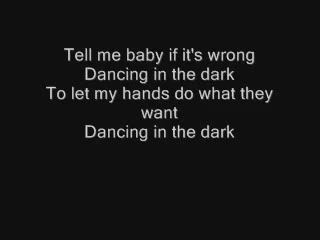 Tell me baby if it's wrong
Dancing in the dark
To let my hands do what they
want
Dancing in the dark